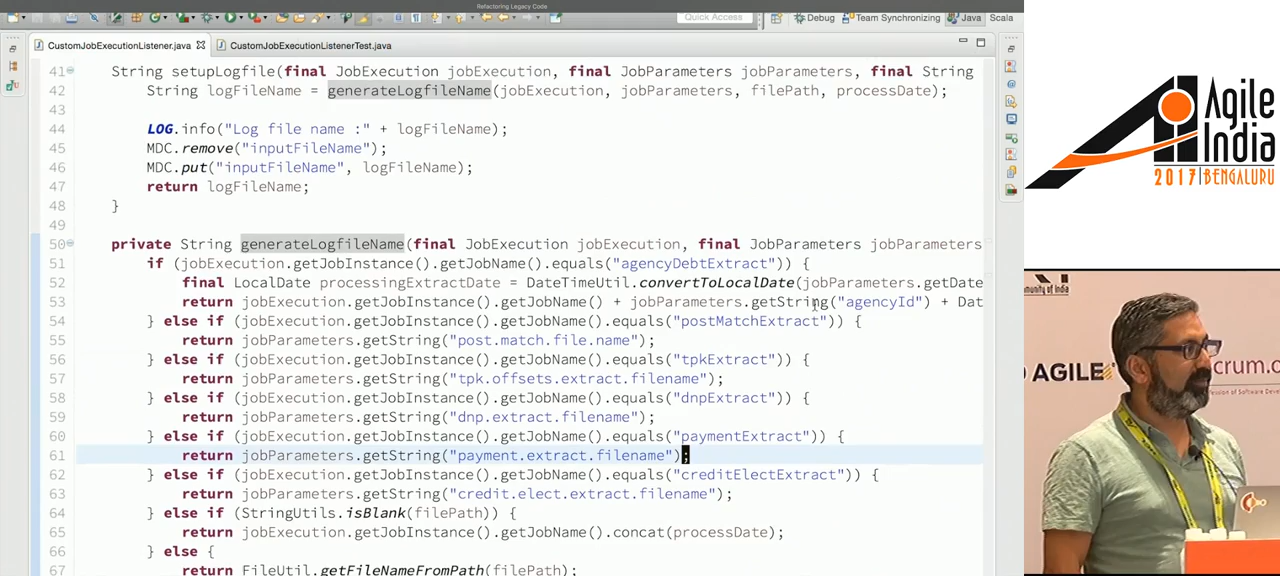 Refactoring Legacy Code
Quick Access
Debug
Team Synchronizing
Java
Scala
CustomJobExecutionListener.java
CustomJobExecutionListenerTest.java
41 String setupLogfile(final JobExecution jobExecution, final JobParameters jobParameters, final String
42 String logFileName = generateLogfileName(jobExecution, jobParameters, filePath, processDate);
43
44 LOG.info("Log file name :" + logFileName);
45 MDC.remove("inputFileName");
46 MDC.put("inputFileName", logFileName);
47 return logFileName;
48 }
49
50 private String generateLogfileName(final JobExecution jobExecution, final JobParameters jobParameters
51 if (jobExecution.getJobInstance().getJobName().equals("agencyDebtExtract")) {
52 final LocalDate processingExtractDate = DateTimeUtil.convertToLocalDate(jobParameters.getDate
53 return jobExecution.getJobInstance().getJobName() + jobParameters.getString("agencyId") + Dat
54 } else if (jobExecution.getJobInstance().getJobName().equals("postMatchExtract")) {
55 return jobParameters.getString("post.match.file.name");
56 } else if (jobExecution.getJobInstance().getJobName().equals("tpkExtract")) {
57 return jobParameters.getString("tpk.offsets.extract.filename");
58 } else if (jobExecution.getJobInstance().getJobName().equals("dnpExtract")) {
59 return jobParameters.getString("dnp.extract.filename");
60 } else if (jobExecution.getJobInstance().getJobName().equals("paymentExtract")) {
61 return jobParameters.getString("payment.extract.filename");
62 } else if (jobExecution.getJobInstance().getJobName().equals("creditElectExtract")) {
63 return jobParameters.getString("credit.elect.extract.filename");
64 } else if (StringUtils.isBlank(filePath)) {
65 return jobExecution.getJobInstance().getJobName().concat(processDate);
66 } else {
67 return FileUtil.getFileNameFromPath(filePath);
Agile
India
2017 | BENGALURU
munity of India
AGILE
crum.o